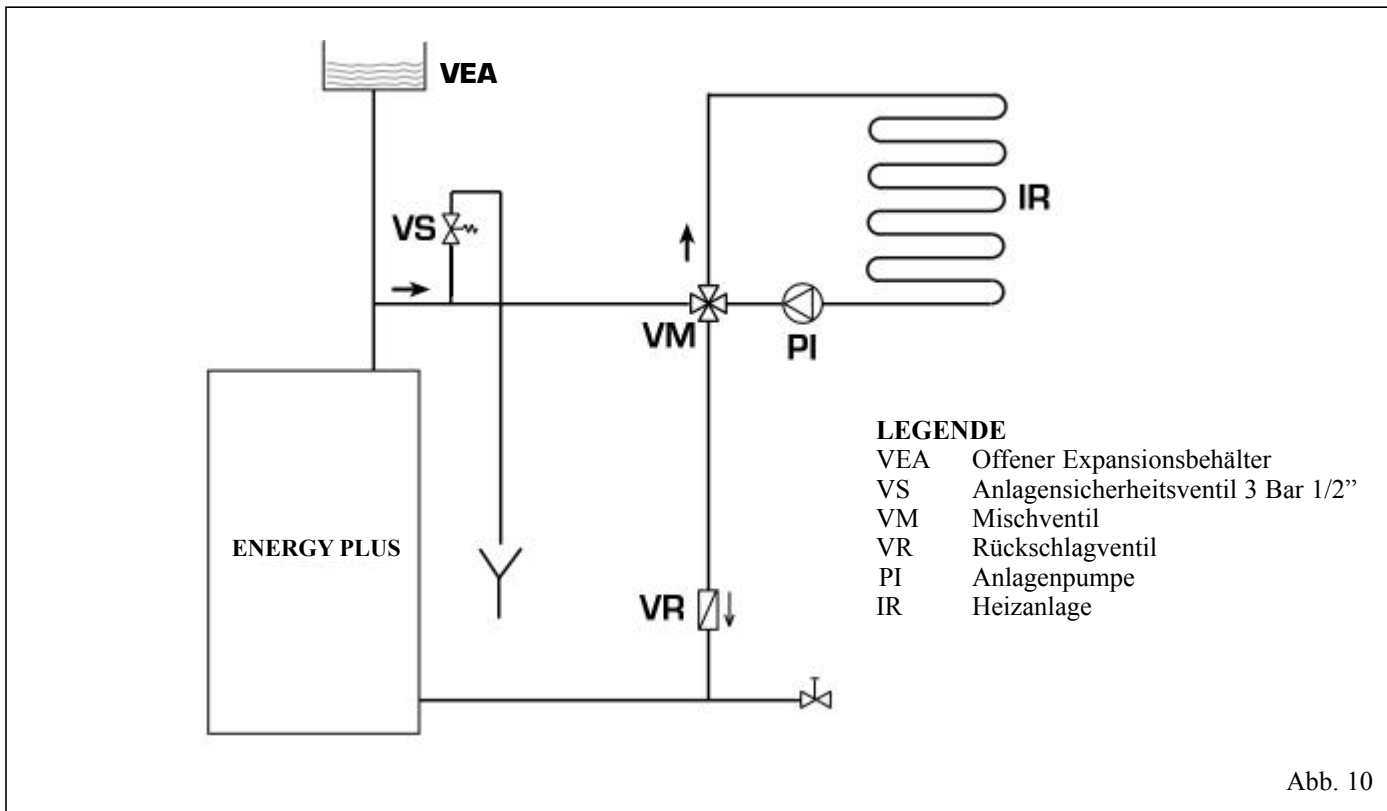 VEA
VS
IR
VM
PI
ENERGY PLUS
VR
LEGENDE
VEA Offener Expansionsbehälter
VS Anlagensicherheitsventil 3 Bar 1/2”
VM Mischventil
VR Rückschlagventil
PI Anlagenpumpe
IR Heizanlage
Abb. 10